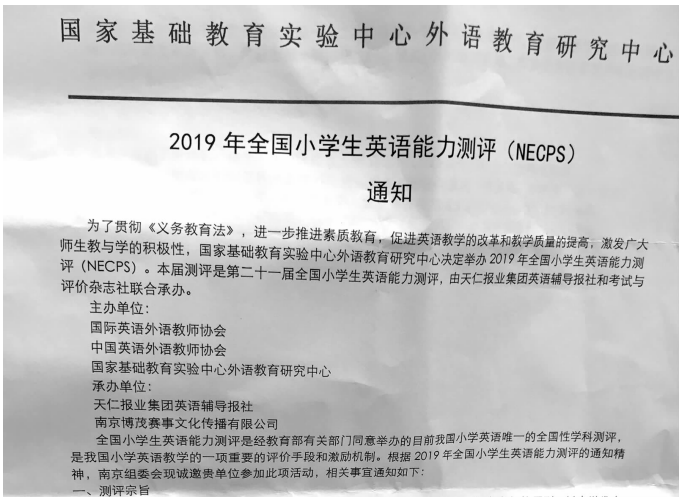 国家基础教育实验中心外语教育研究中心
2019年全国小学生英语能力测评（NECPS）
通知
为了贯彻《义务教育法》，进一步推进素质教育，促进英语教学的改革和教学质量的提高，激发广大
师生教与学的积极性，国家基础教育实验中心外语教育研究中心决定举办2019年全国小学生英语能力测
评（NECPS）。本届测评是第二十一届全国小学生英语能力测评，由天仁报业集团英语辅导报社和考试与
评价杂志社联合承办。
主办单位：
国际英语外语教师协会
中国英语外语教师协会
国家基础教育实验中心外语教育研究中心
承办单位：
天仁报业集团英语辅导报社
南京博茂赛事文化传播有限公司
全国小学生英语能力测评是经教育部有关部门同意举办的目前我国小学英语唯一的全国性学科测评，
是我国小学英语教学的一项重要的评价手段和激励机制。根据2019年全国小学生英语能力测评的通知精
神，南京组委会现诚邀贵单位参加此项活动，相关事宜通知如下：
一、测评宗旨